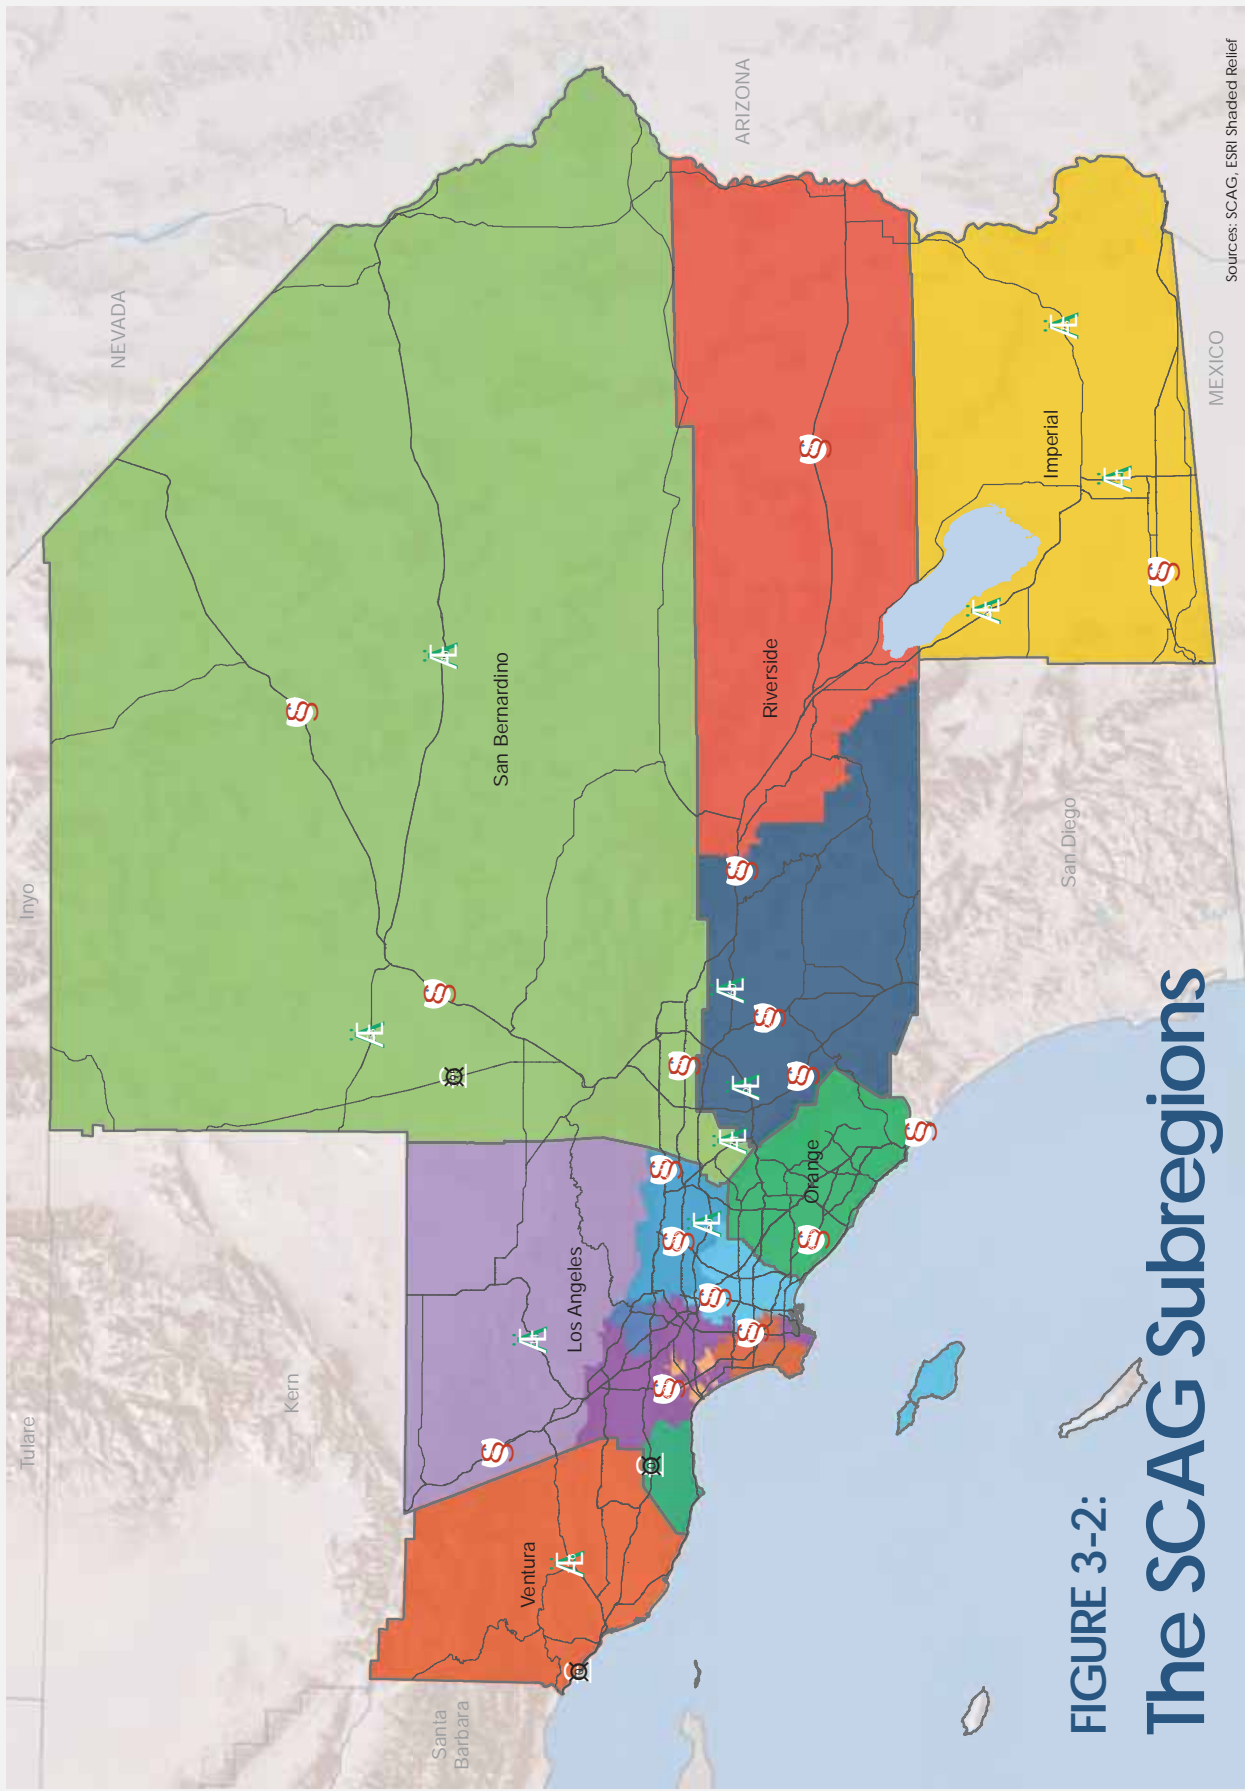 FIGURE 3-2:
The SCAG Subregions
Tulare
Inyo
NEVADA
Kern
Santa
Barbara
Ventura
Los Angeles
San Bernardino
Riverside
Orange
Imperial
San Diego
ARIZONA
MEXICO
Sources: SCAG, ESRI Shaded Relief